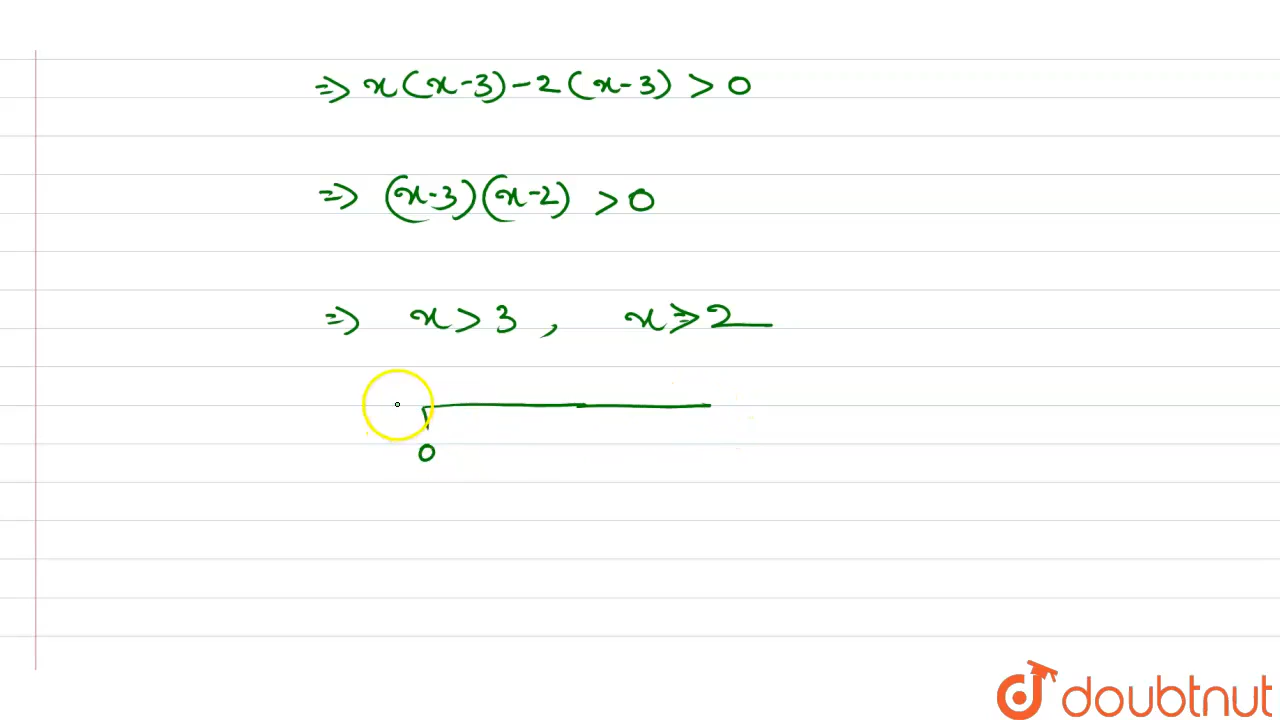 ⇒ x(x-3)-2(x-3) > 0
⇒ (x-3)(x-2) > 0
⇒ x > 3 , x ⩾ 2
0
doubtnut